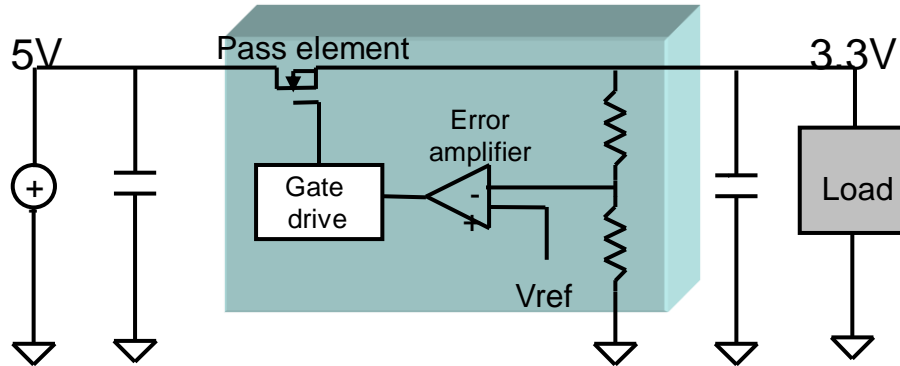 5V
Pass element
3.3V
Error
amplifier
Gate
drive
+
-
-
+
Load
Vref